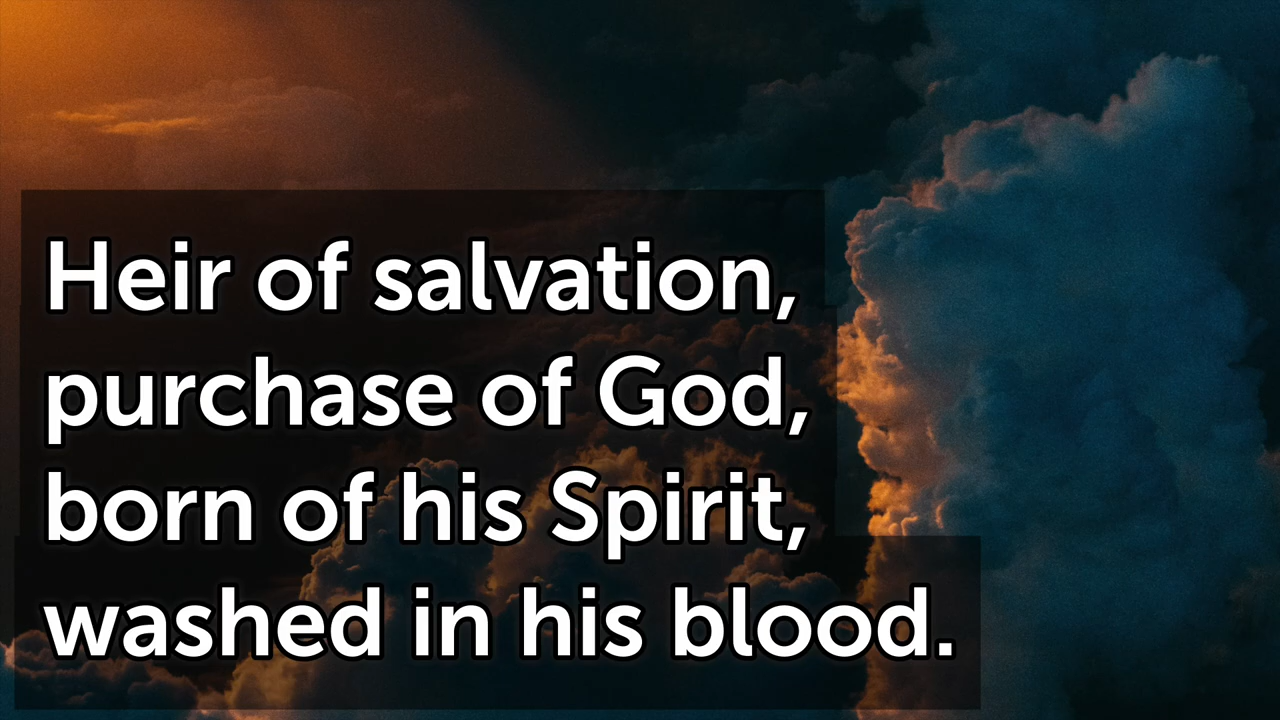 Heir of salvation,
purchase of God,
born of his Spirit,
washed in his blood.